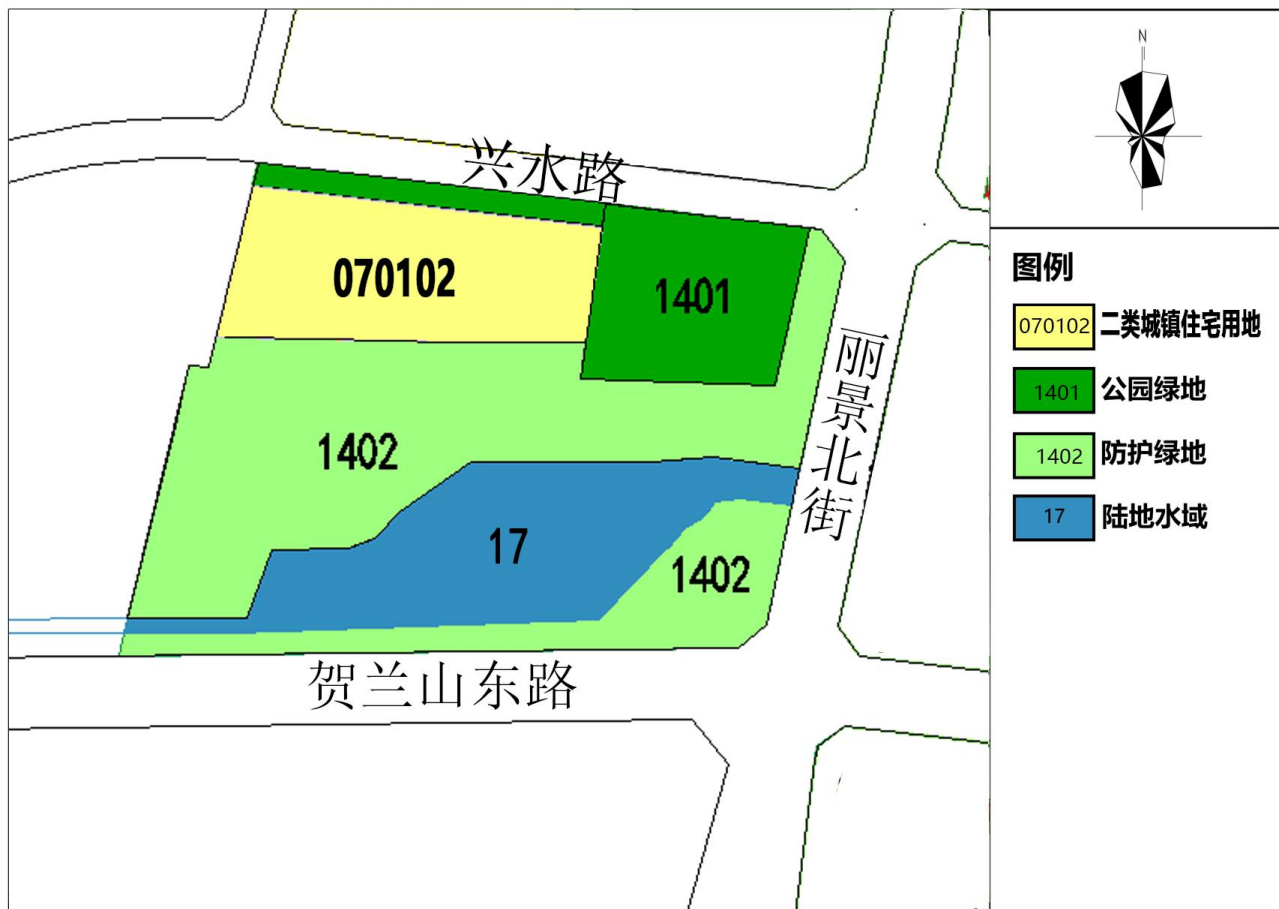 N
兴水路
070102
1401
图例
070102 二类城镇住宅用地
1401 公园绿地
丽景北街
1402
1402 防护绿地
17
17 陆地水域
1402
贺兰山东路